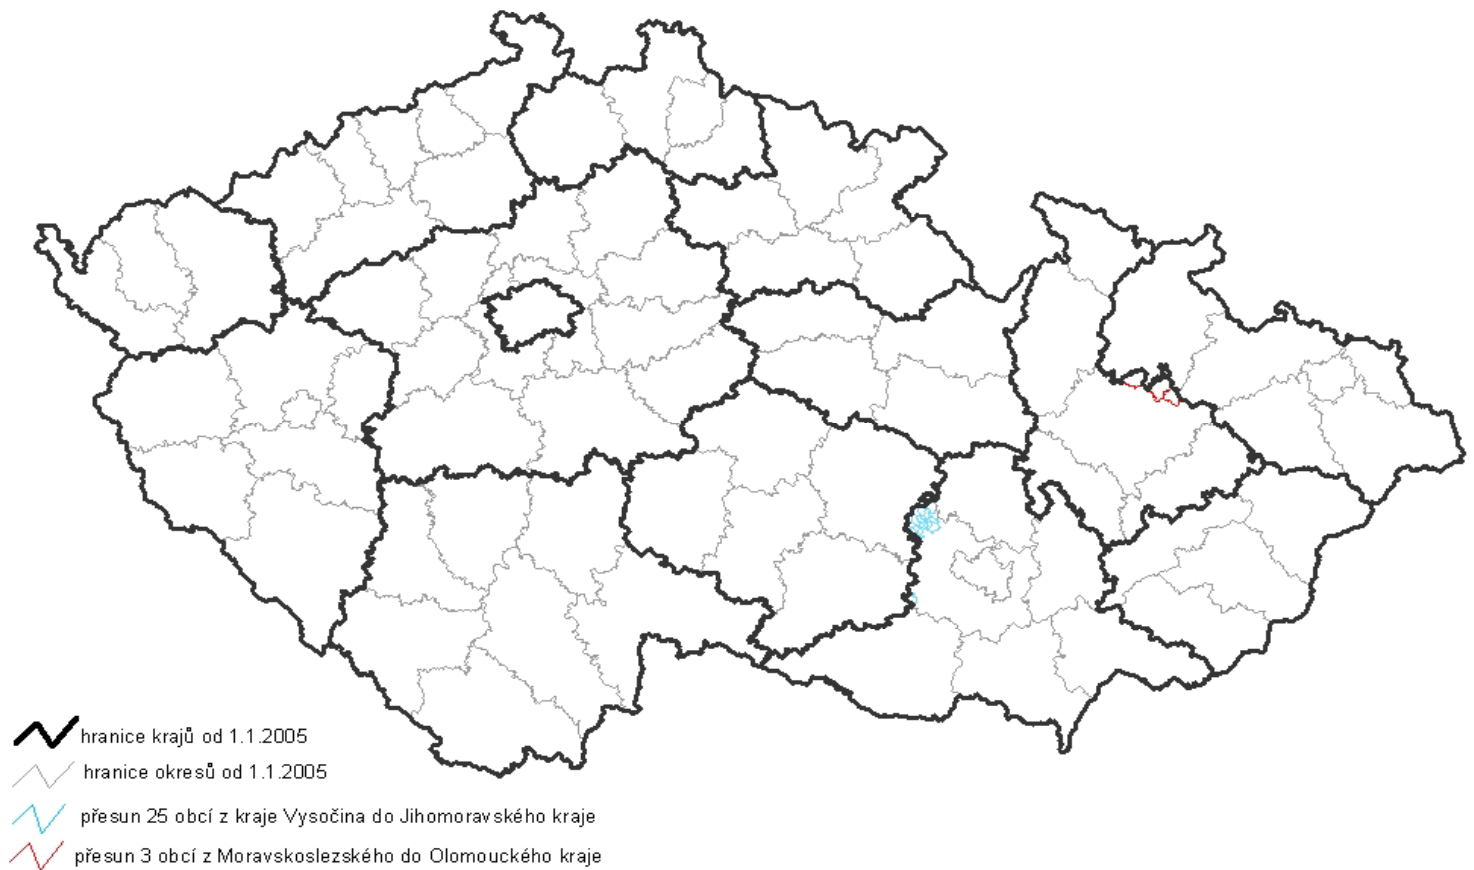 hranice krajů od 1.1.2005
hranice okresů od 1.1.2005
přesun 25 obcí z kraje Vysočina do Jihomoravského kraje
přesun 3 obcí z Moravskoslezského do Olomouckého kraje